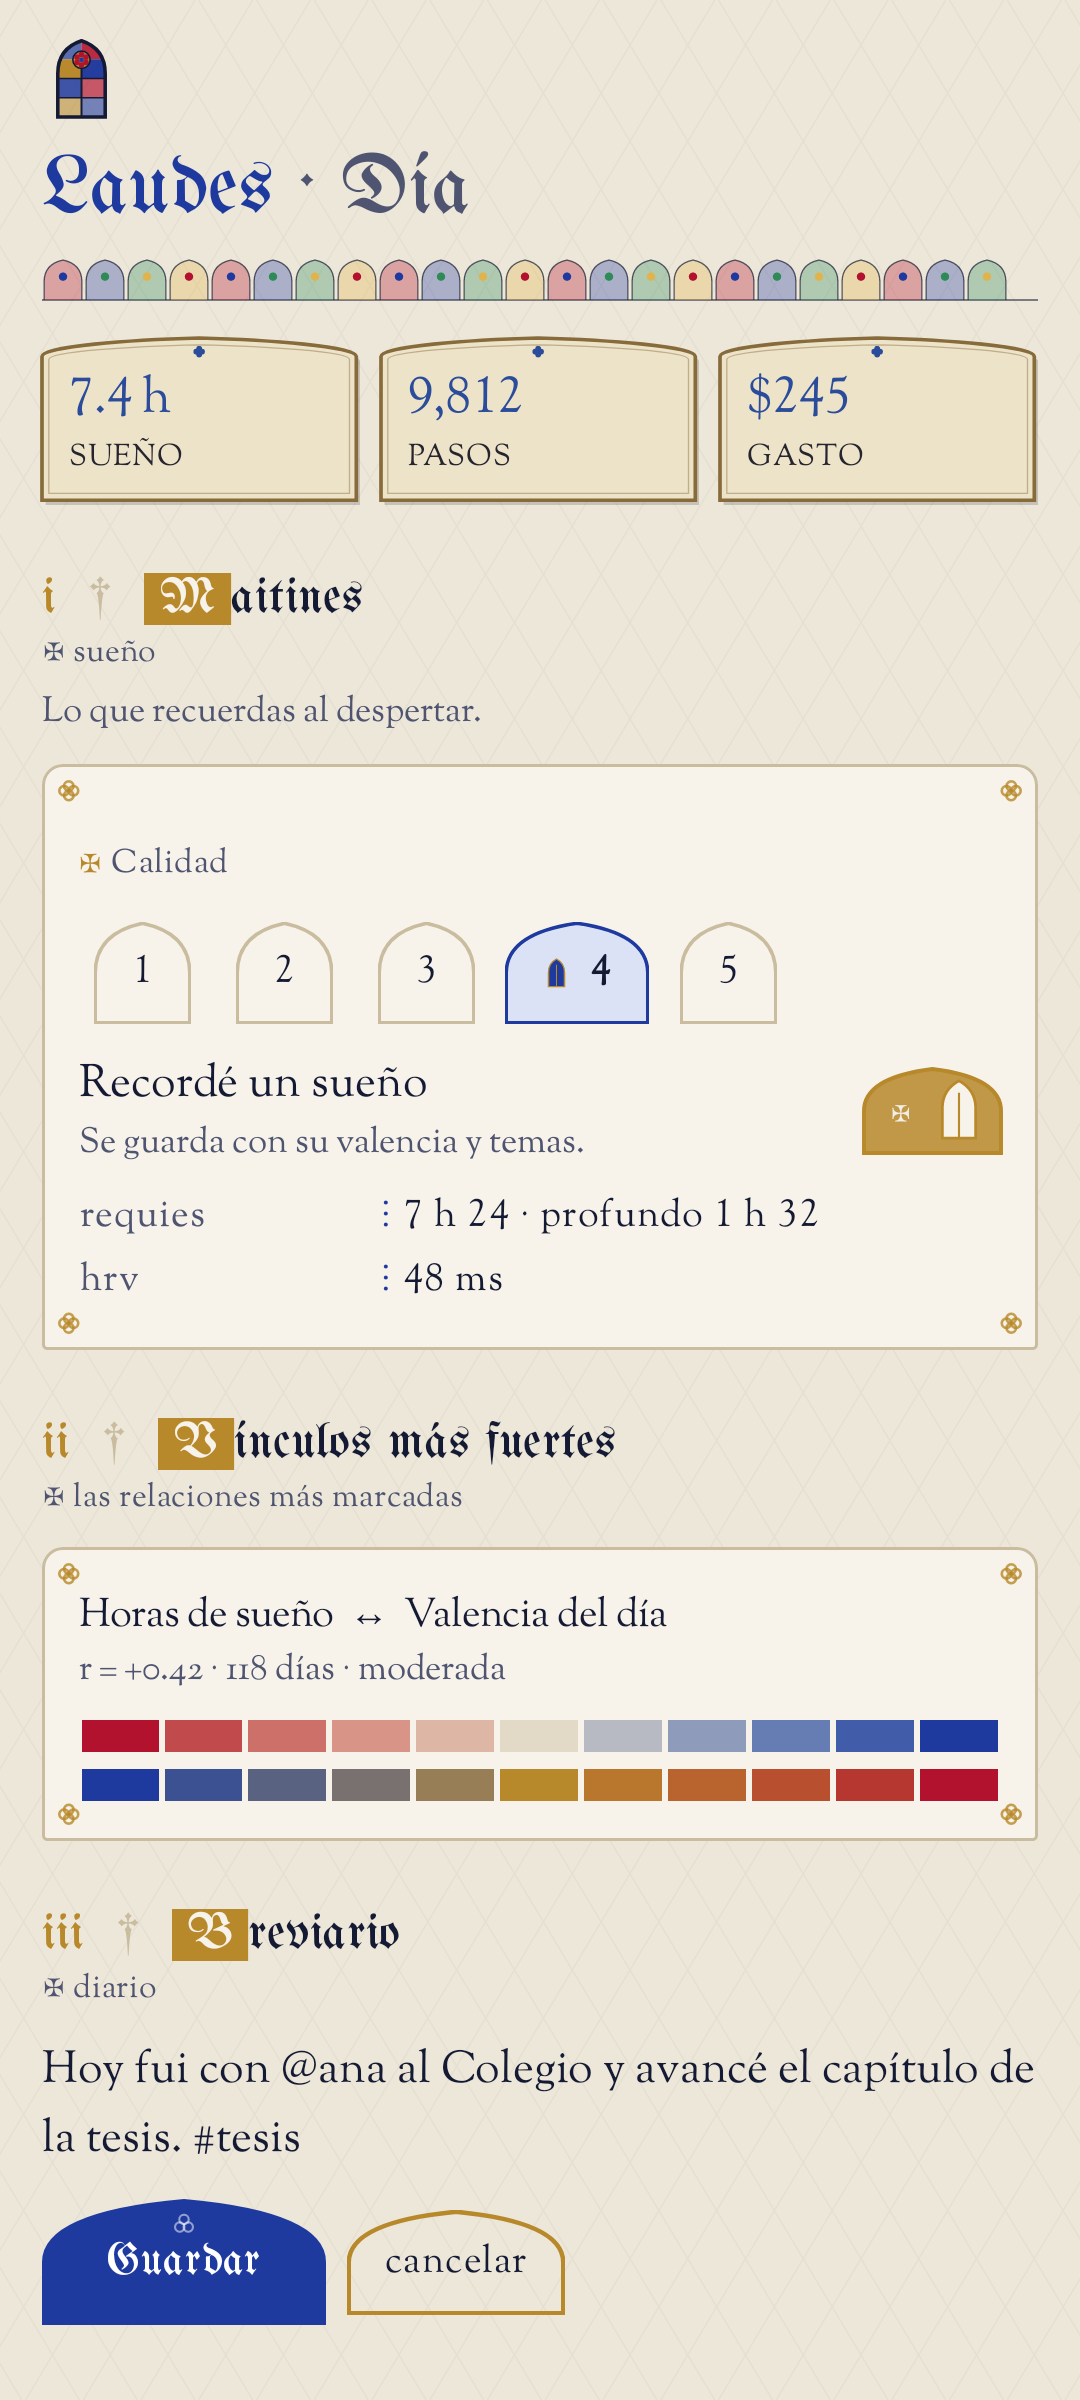 Laudes · Día
7.4 h
SUEÑO
9,812
PASOS
$245
GASTO
i † Maitines
✠ sueño
Lo que recuerdas al despertar.
✠ Calidad
1 2 3 4 5
Recordé un sueño
Se guarda con su valencia y temas.
✠
requies ⋮ 7 h 24 · profundo 1 h 32
hrv ⋮ 48 ms
ii † Vínculos más fuertes
✠ las relaciones más marcadas
Horas de sueño ↔ Valencia del día
r = +0.42 · 118 días · moderada
iii † Breviario
✠ diario
Hoy fui con @ana al Colegio y avancé el capítulo de
la tesis. #tesis
Guardar
cancelar